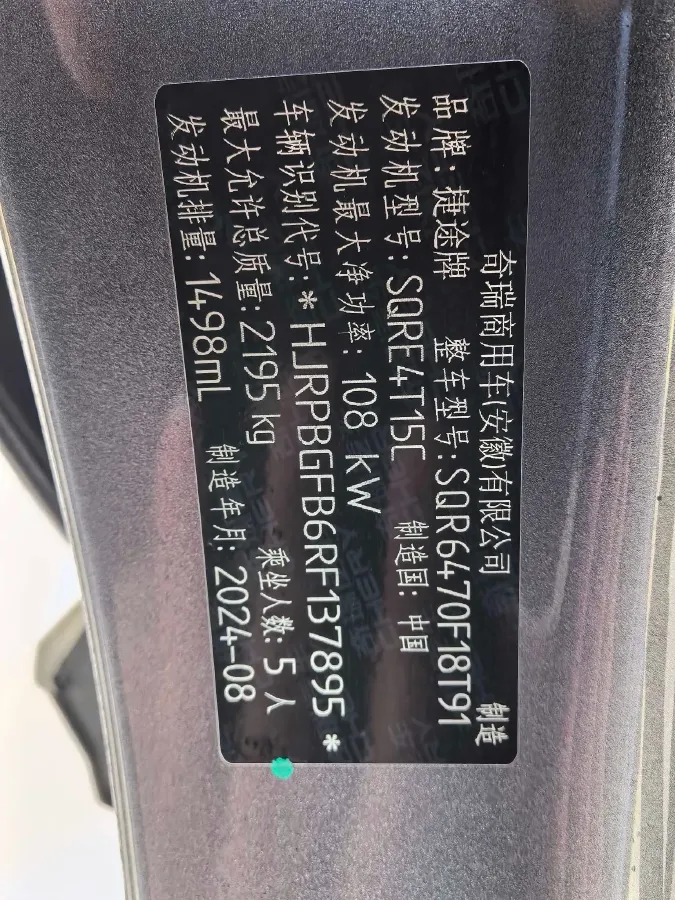 奇瑞商用车(安徽)有限公司 制造
品牌:捷途牌 整车型号:SQR6470F18T91
发动机型号:SQRE4T15C 制造国:中国
发动机最大净功率:108 kW
车辆识别代号:*HJRPBGFB6RF137895*
最大允许总质量:2195 kg 乘坐人数:5人
发动机排量:1498mL 制造年月:2024-08